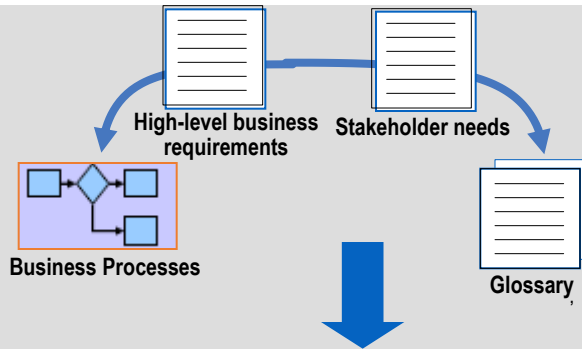 High-level business
requirements
Stakeholder needs
Business Processes
Glossary
,